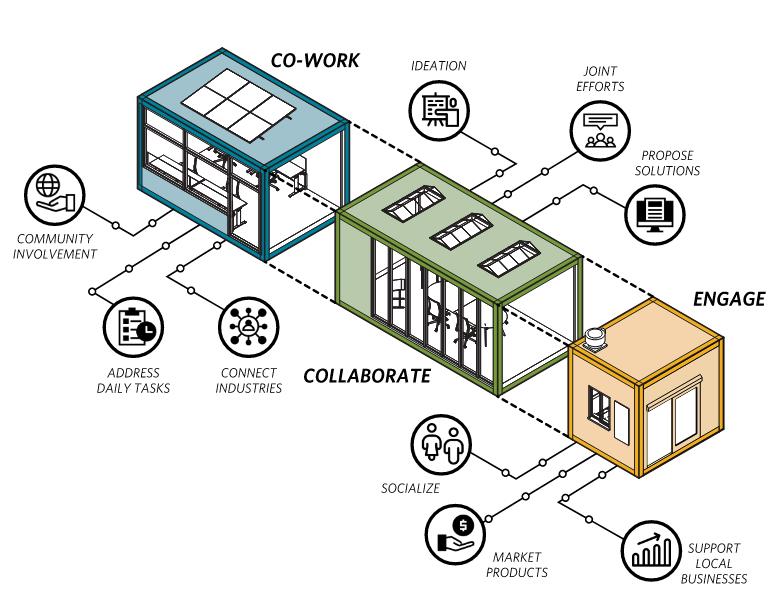 CO-WORK
IDEATION
JOINT
EFFORTS
PROPOSE
SOLUTIONS
COMMUNITY
INVOLVEMENT
ENGAGE
ADDRESS
DAILY TASKS
CONNECT
INDUSTRIES
COLLABORATE
SOCIALIZE
$
MARKET
PRODUCTS
SUPPORT
LOCAL
BUSINESSES